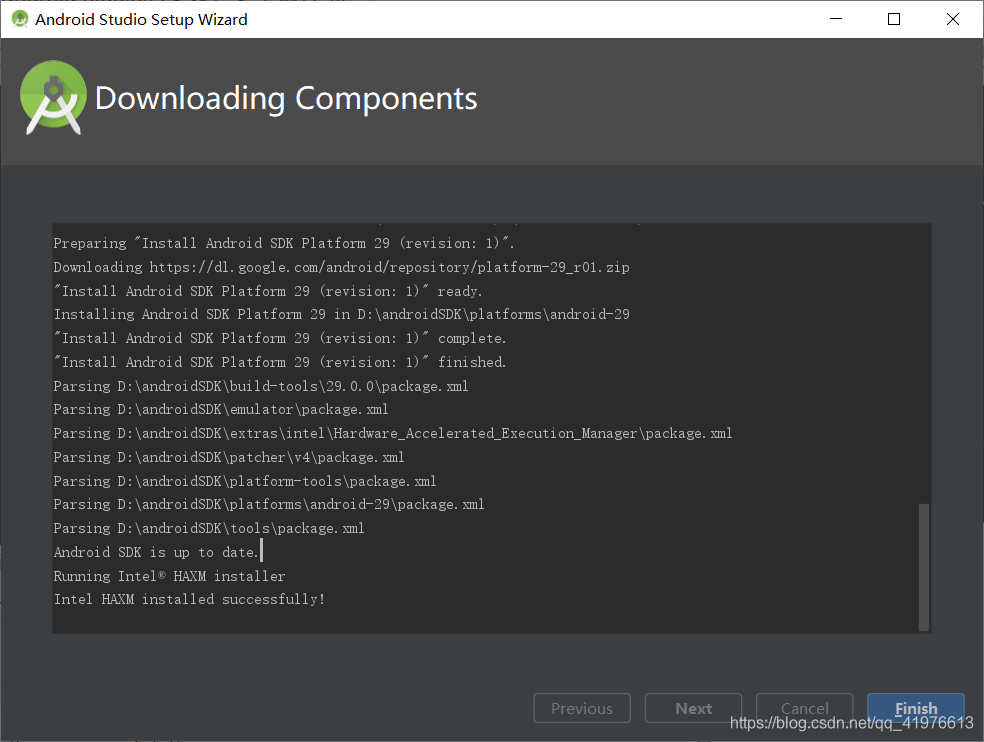 Android Studio Setup Wizard
Downloading Components
Preparing "Install Android SDK Platform 29 (revision: 1)".
Downloading https://dl.google.com/android/repository/platform-29_r01.zip
"Install Android SDK Platform 29 (revision: 1)" ready.
Installing Android SDK Platform 29 in D:\androidSDK\platforms\android-29
"Install Android SDK Platform 29 (revision: 1)" complete.
"Install Android SDK Platform 29 (revision: 1)" finished.
Parsing D:\androidSDK\build-tools\29.0.0\package.xml
Parsing D:\androidSDK\emulator\package.xml
Parsing D:\androidSDK\extras\intel\Hardware_Accelerated_Execution_Manager\package.xml
Parsing D:\androidSDK\patcher\v4\package.xml
Parsing D:\androidSDK\platform-tools\package.xml
Parsing D:\androidSDK\platforms\android-29\package.xml
Parsing D:\androidSDK\tools\package.xml
Android SDK is up to date.
Running Intel® HAXM installer
Intel HAXM installed successfully!
Previous Next Cancel Finish
https://blog.csdn.net/qq_41976613